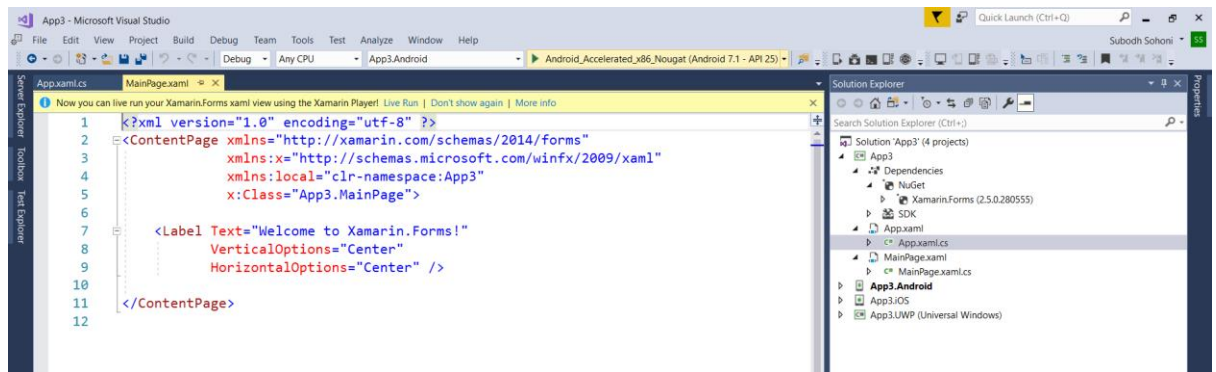 App3 - Microsoft Visual Studio
Quick Launch (Ctrl+Q)
File Edit View Project Build Debug Team Tools Test Analyze Window Help
Subodh Sohoni
SS
Debug Any CPU App3.Android Android_Accelerated_x86_Nougat (Android 7.1 - API 25)
Server Explorer
Toolbox
Test Explorer
App.xaml.cs MainPage.xaml
Now you can live run your Xamarin.Forms xaml view using the Xamarin Player! Live Run | Don't show again | More info
1 <?xml version="1.0" encoding="utf-8" ?>
2 <ContentPage xmlns="http://xamarin.com/schemas/2014/forms"
3 xmlns:x="http://schemas.microsoft.com/winfx/2009/xaml"
4 xmlns:local="clr-namespace:App3"
5 x:Class="App3.MainPage">
6
7 <Label Text="Welcome to Xamarin.Forms!"
8 VerticalOptions="Center"
9 HorizontalOptions="Center" />
10
11 </ContentPage>
12
Solution Explorer
Search Solution Explorer (Ctrl+;)
Solution 'App3' (4 projects)
C# App3
Dependencies
NuGet
Xamarin.Forms (2.5.0.280555)
SDK
App.xaml
C# App.xaml.cs
MainPage.xaml
C# MainPage.xaml.cs
App3.Android
App3.iOS
C# App3.UWP (Universal Windows)
Properties